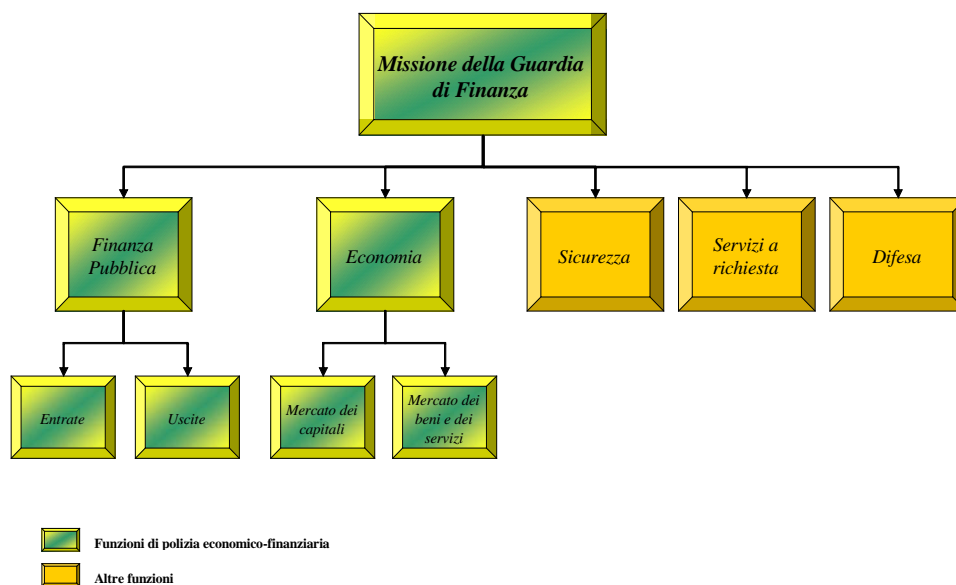 Missione della Guardia
di Finanza
Finanza
Pubblica
Economia
Sicurezza
Servizi a
richiesta
Difesa
Entrate
Uscite
Mercato dei
capitali
Mercato dei
beni e dei
servizi
Funzioni di polizia economico-finanziaria
Altre funzioni